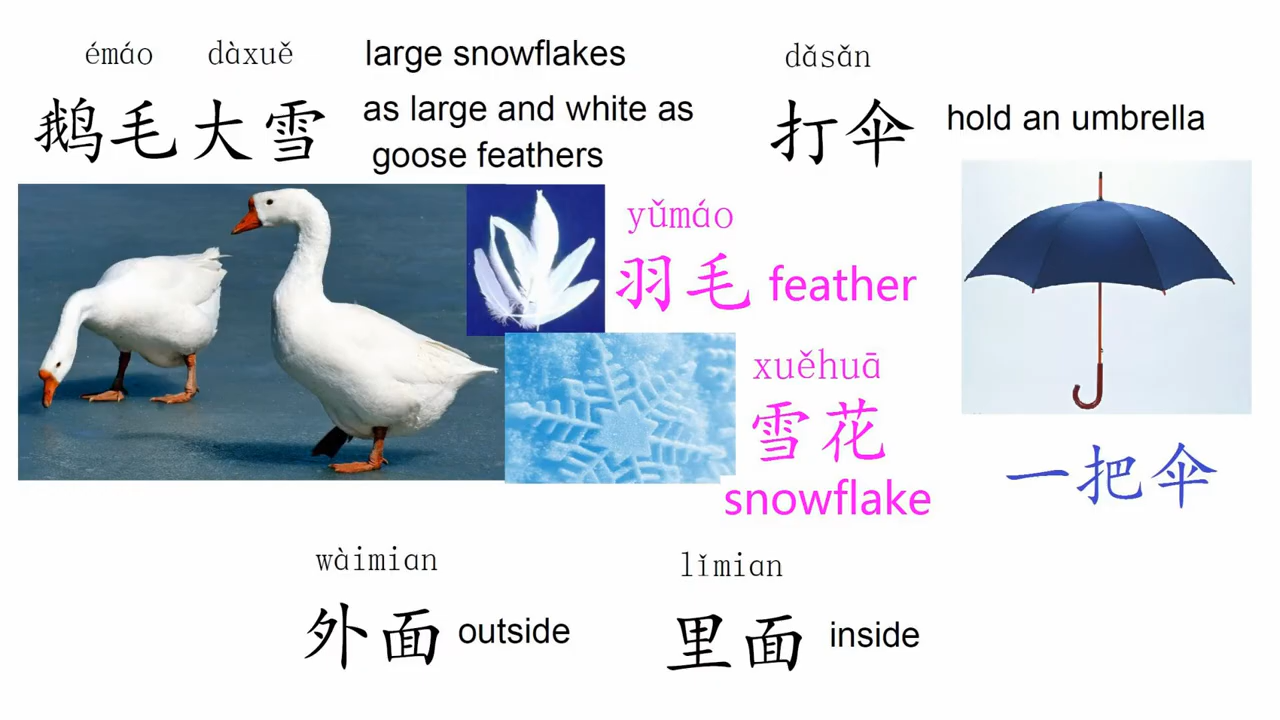 émáo dàxuě
鹅毛大雪
large snowflakes
as large and white as
goose feathers
dǎsǎn
打伞 hold an umbrella
yǔmáo
羽毛 feather
xuěhuā
雪花
snowflake
一把伞
wàimian
外面 outside
lǐmian
里面 inside